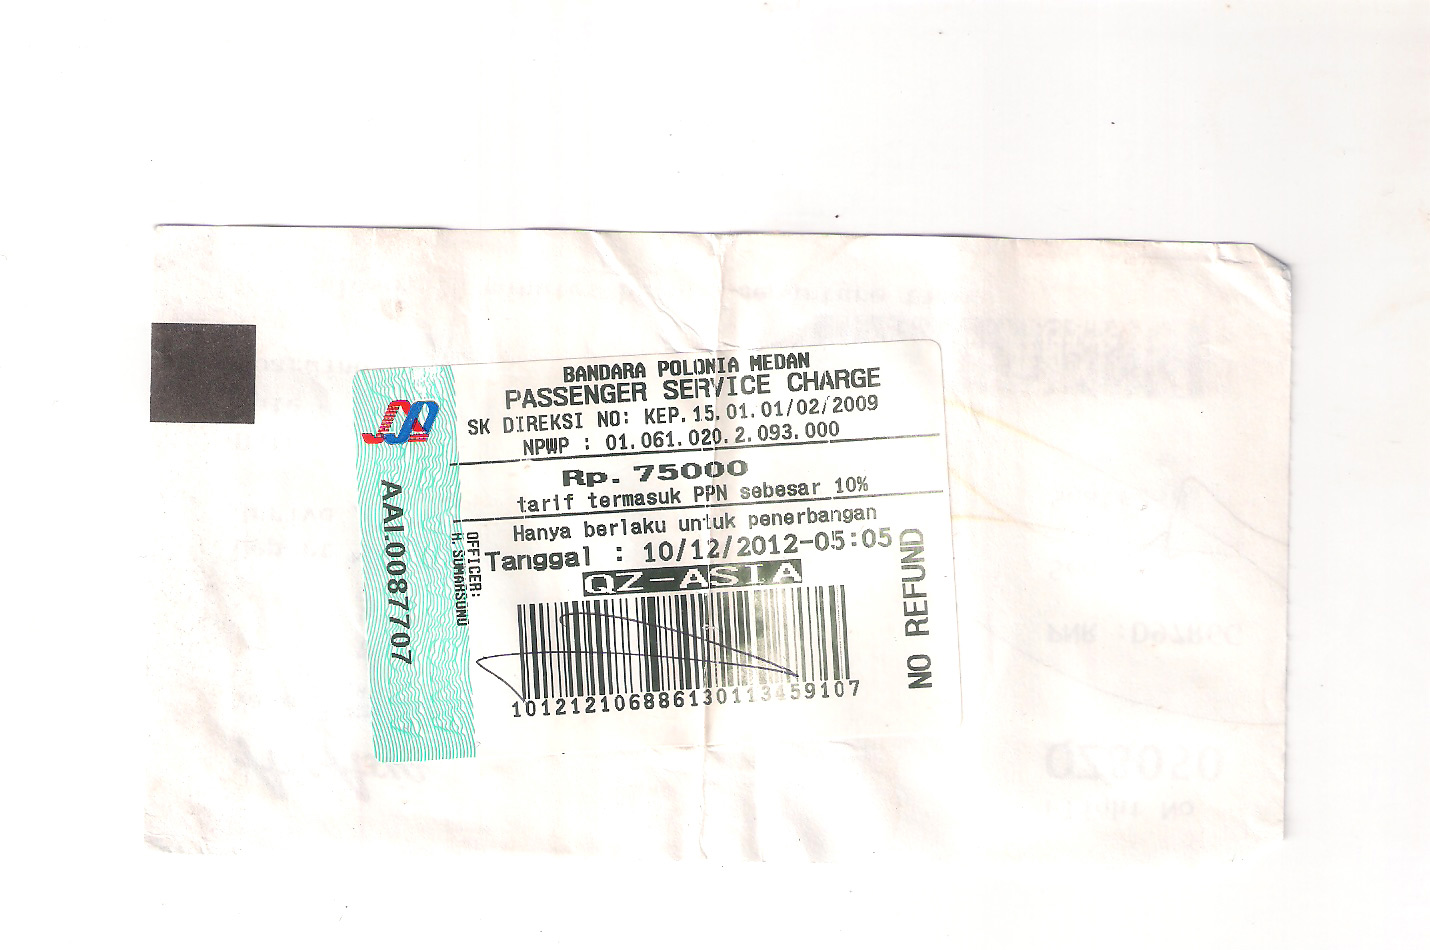 BANDARA POLONIA MEDAN
PASSENGER SERVICE CHARGE
SK DIREKSI NO: KEP.15.01.01/02/2009
NPWP : 01.061.020.2.093.000
Rp. 75000
tarif termasuk PPN sebesar 10%
Hanya berlaku untuk penerbangan
Tanggal : 10/12/2012-05:05
QZ-ASIA
101212106886130113459107
NO REFUND
OFFICER:
H. SUMARSONO
AAI.0087707